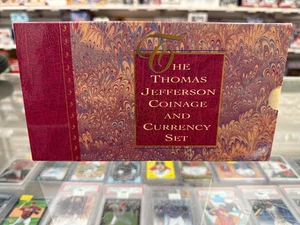 THE
THOMAS
JEFFERSON
COINAGE
AND
CURRENCY
SET